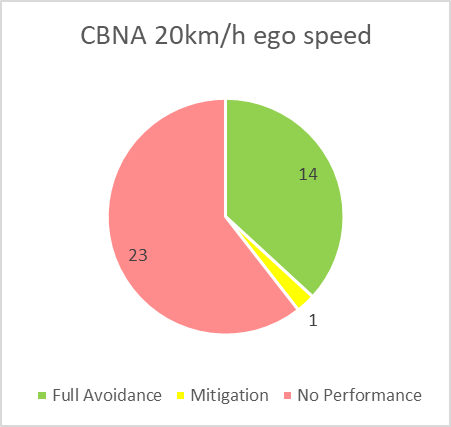 CBNA 20km/h ego speed
14
23
1
Full Avoidance Mitigation No Performance